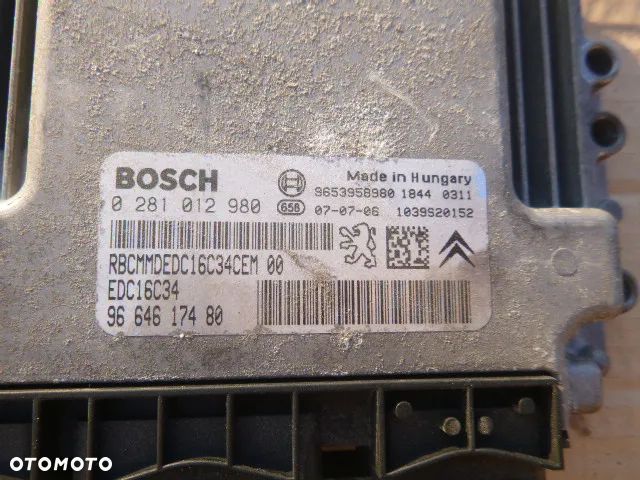 BOSCH
Made in Hungary
9653958980 1844 0311
0 281 012 980 656 07-07-06 1039S20152
RBCMMDEDC16C34CEM 00
EDC16C34
96 646 174 80
OTOMOTO